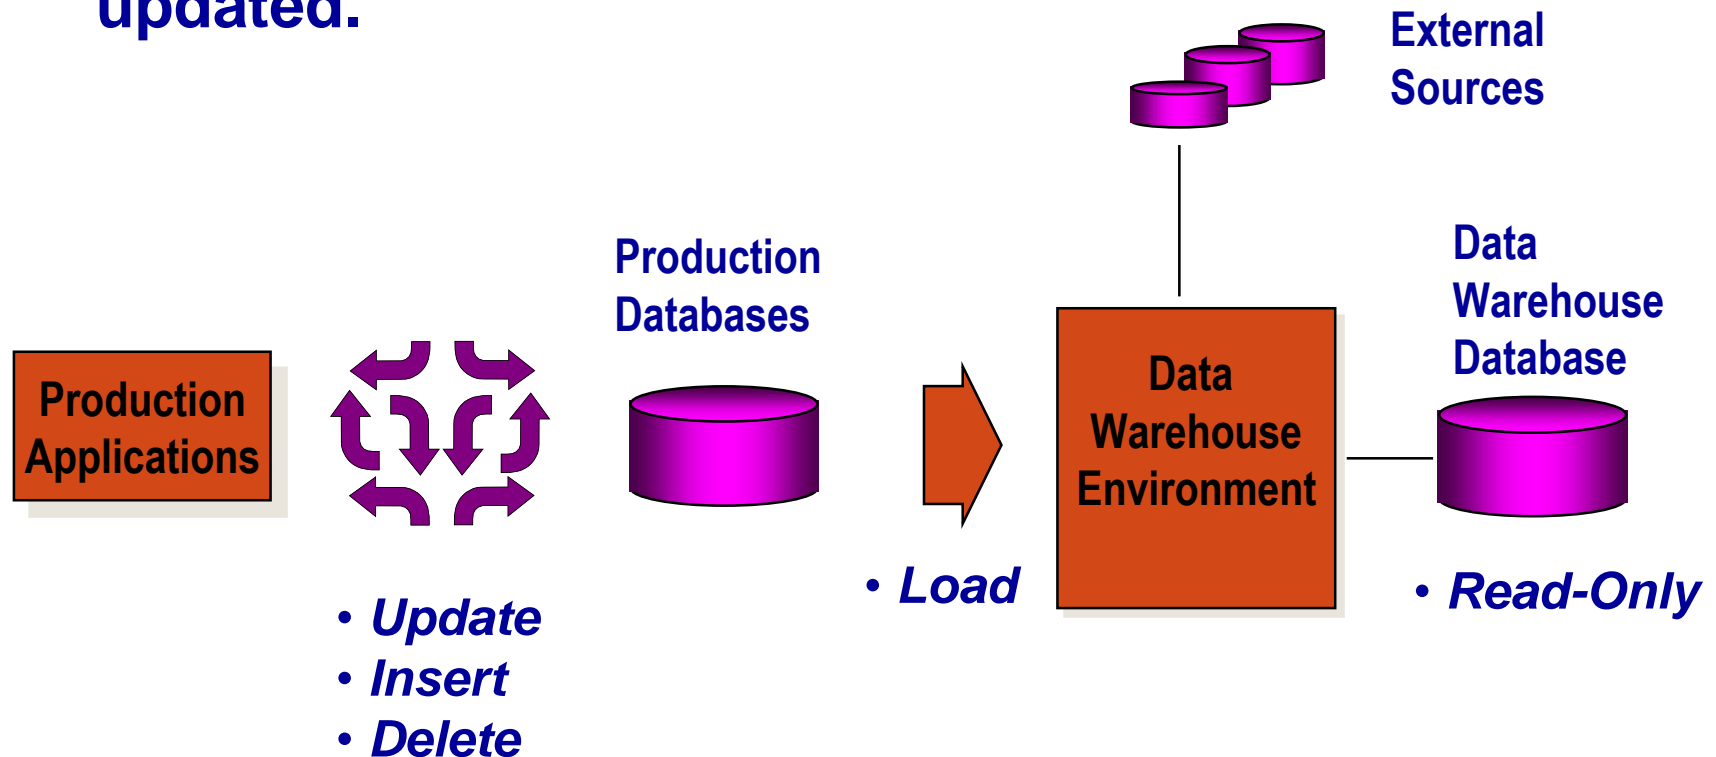 updated.
External
Sources
Production
Databases
Data
Warehouse
Database
Production
Applications
Data
Warehouse
Environment
• Load
• Read-Only
• Update
• Insert
• Delete